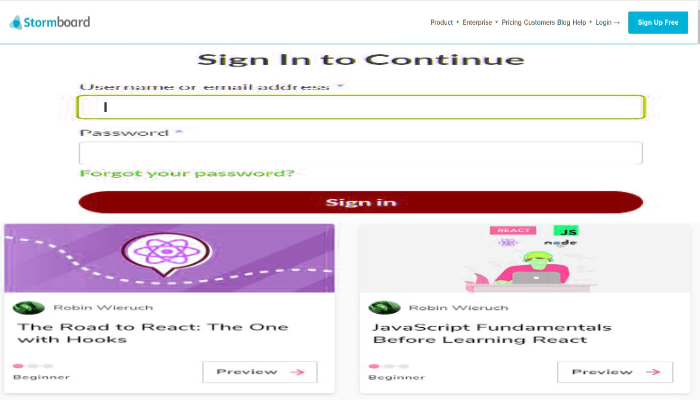 Stormboard
Product Enterprise Pricing Customers Blog Help Login → Sign Up Free
Sign In to Continue
Username or email address *
Password *
Forgot your password?
Sign in
REACT JS
node
Robin Wieruch
The Road to React: The One
with Hooks
Beginner
Preview →
Robin Wieruch
JavaScript Fundamentals
Before Learning React
Beginner
Preview →